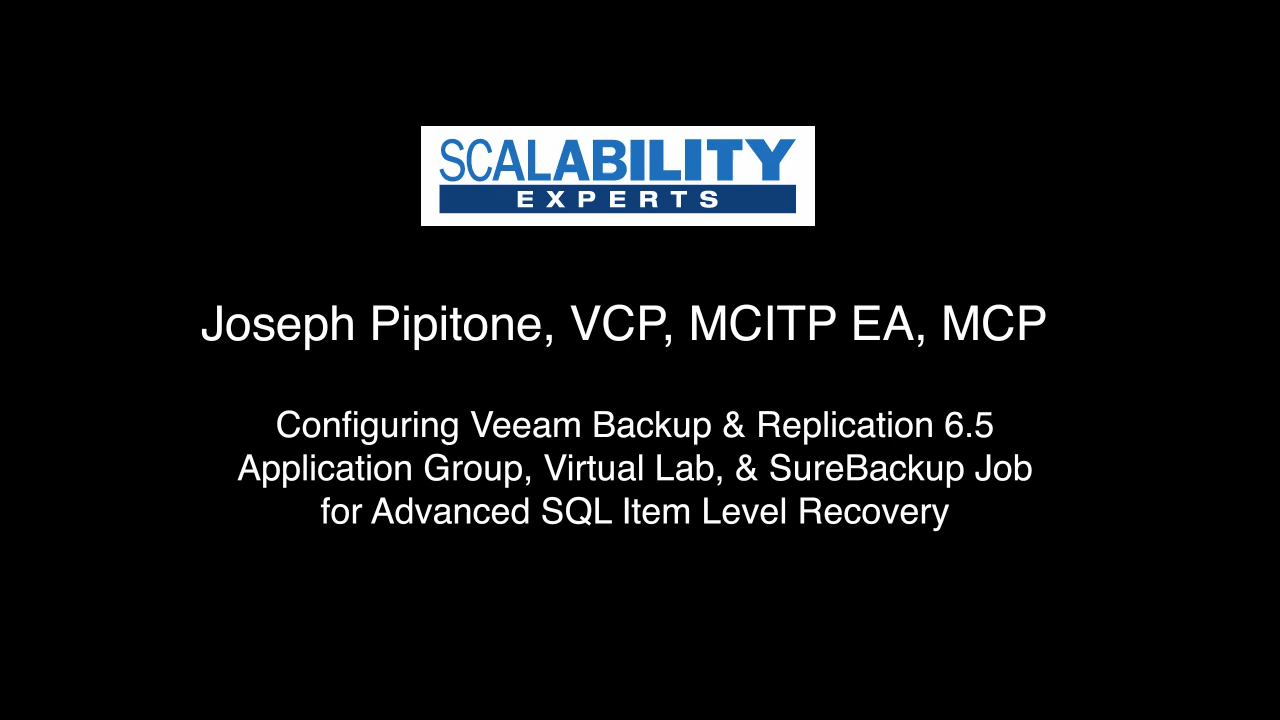 SCALABILITY
EXPERTS
Joseph Pipitone, VCP, MCITP EA, MCP
Configuring Veeam Backup & Replication 6.5
Application Group, Virtual Lab, & SureBackup Job
for Advanced SQL Item Level Recovery